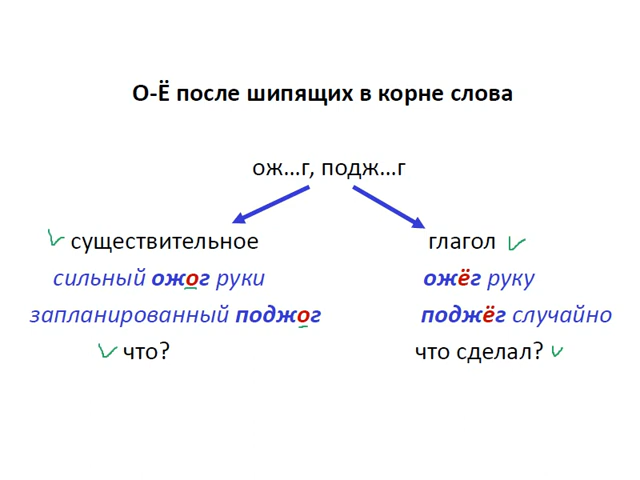 О-Ё после шипящих в корне слова
ож...г, подж...г
существительное глагол
сильный ожог руки ожёг руку
запланированный поджог поджёг случайно
что? что сделал?